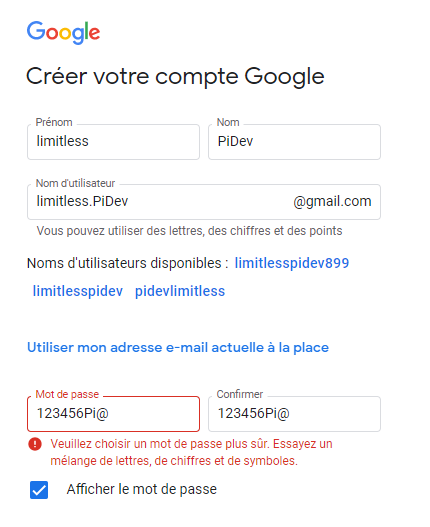 Google
Créer votre compte Google
Prénom
limitless
Nom
PiDev
Nom d'utilisateur
limitless.PiDev
@gmail.com
Vous pouvez utiliser des lettres, des chiffres et des points
Noms d'utilisateurs disponibles : limitlesspidev899
limitlesspidev pidevlimitless
Utiliser mon adresse e-mail actuelle à la place
Mot de passe
123456Pi@
Confirmer
123456Pi@
Veuillez choisir un mot de passe plus sûr. Essayez un
mélange de lettres, de chiffres et de symboles.
Afficher le mot de passe